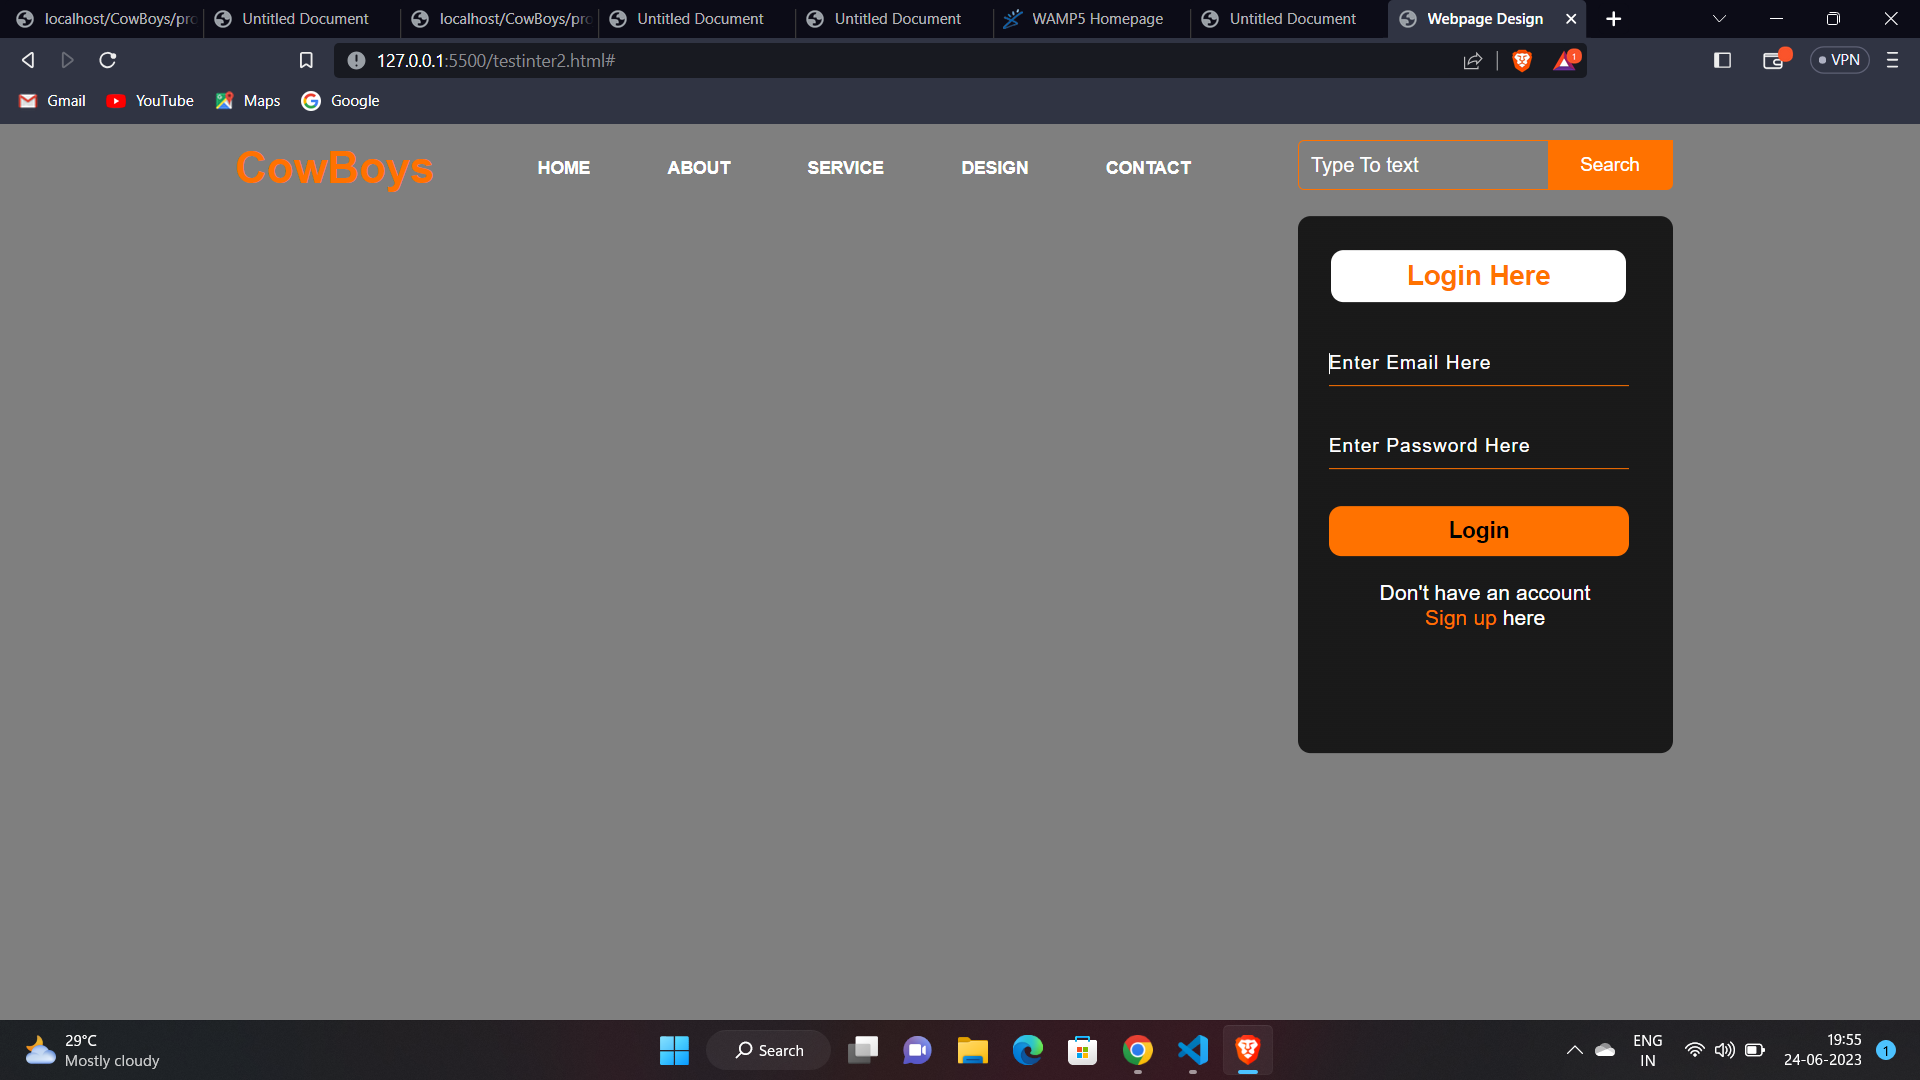 localhost/CowBoys/pro
Untitled Document
localhost/CowBoys/pro
Untitled Document
Untitled Document
WAMP5 Homepage
Untitled Document
Webpage Design
127.0.0.1:5500/testinter2.html#
1
VPN
Gmail
YouTube
Maps
Google
CowBoys
HOME
ABOUT
SERVICE
DESIGN
CONTACT
Type To text
Search
Login Here
Enter Email Here
Enter Password Here
Login
Don't have an account
Sign up here
29°C
Mostly cloudy
Search
ENG
IN
19:55
24-06-2023
1